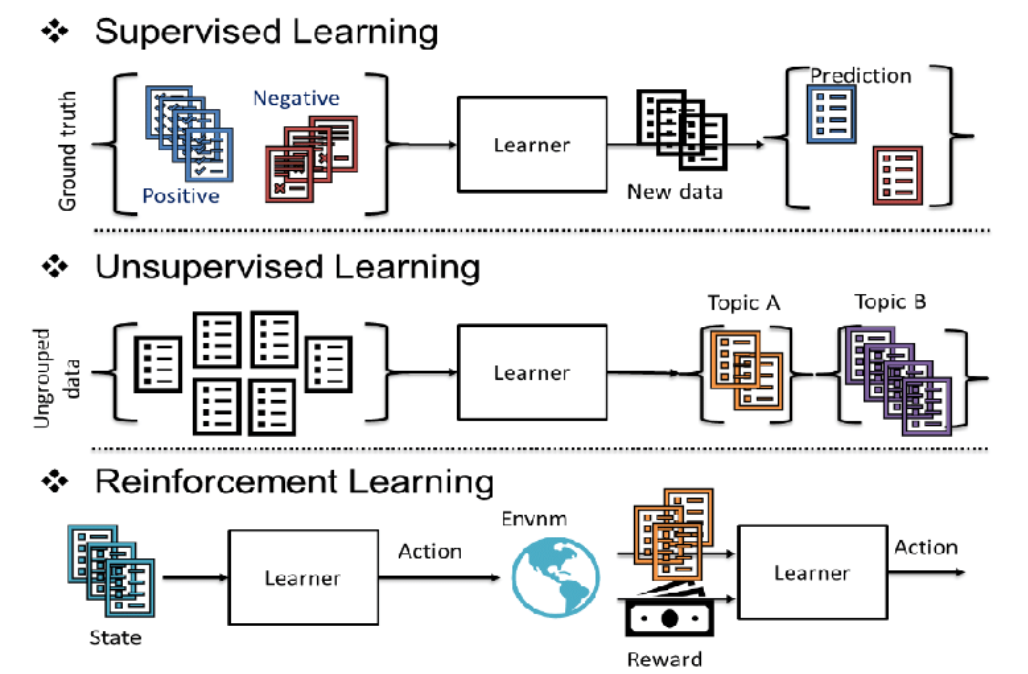 ❖ Supervised Learning
Ground truth
Positive
Negative
Learner
New data
Prediction
❖ Unsupervised Learning
Ungrouped
data
Learner
Topic A
Topic B
❖ Reinforcement Learning
State
Learner
Action
Envnm
Reward
Learner
Action